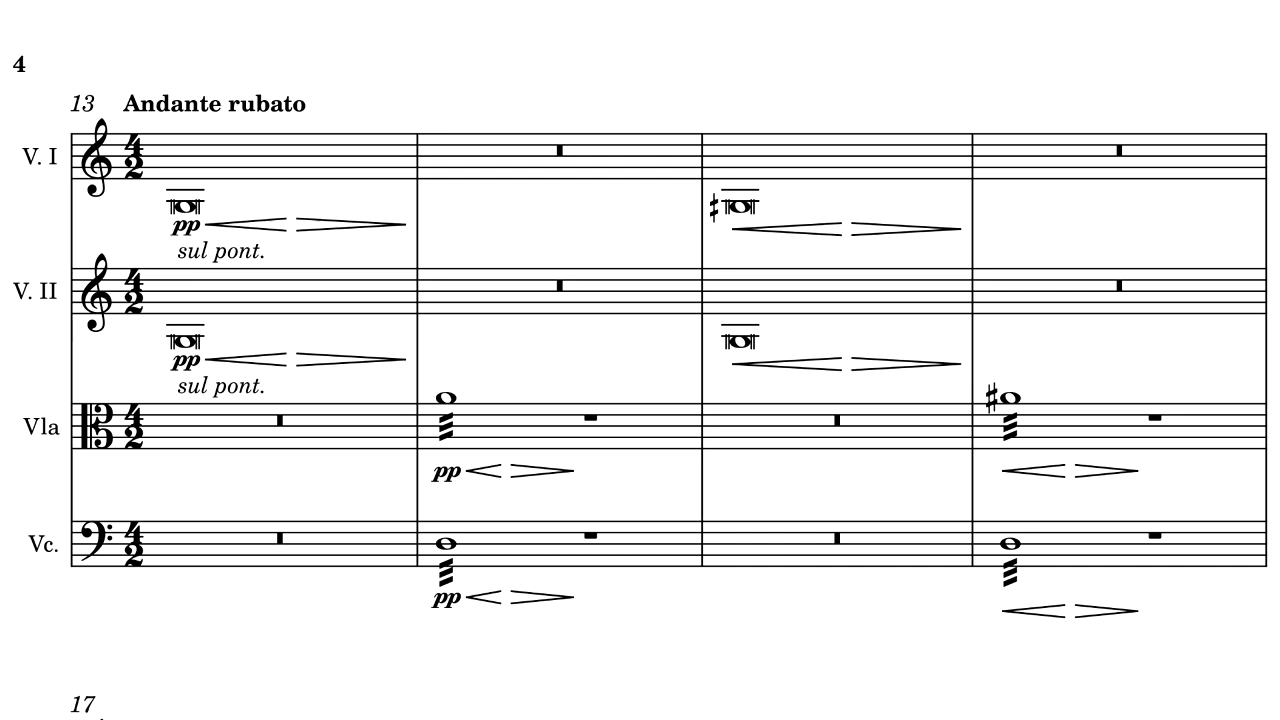 4
13 Andante rubato
4
2
V. I
pp
sul pont.
4
2
V. II
pp
sul pont.
4
2
Vla
pp
4
2
Vc.
pp
17